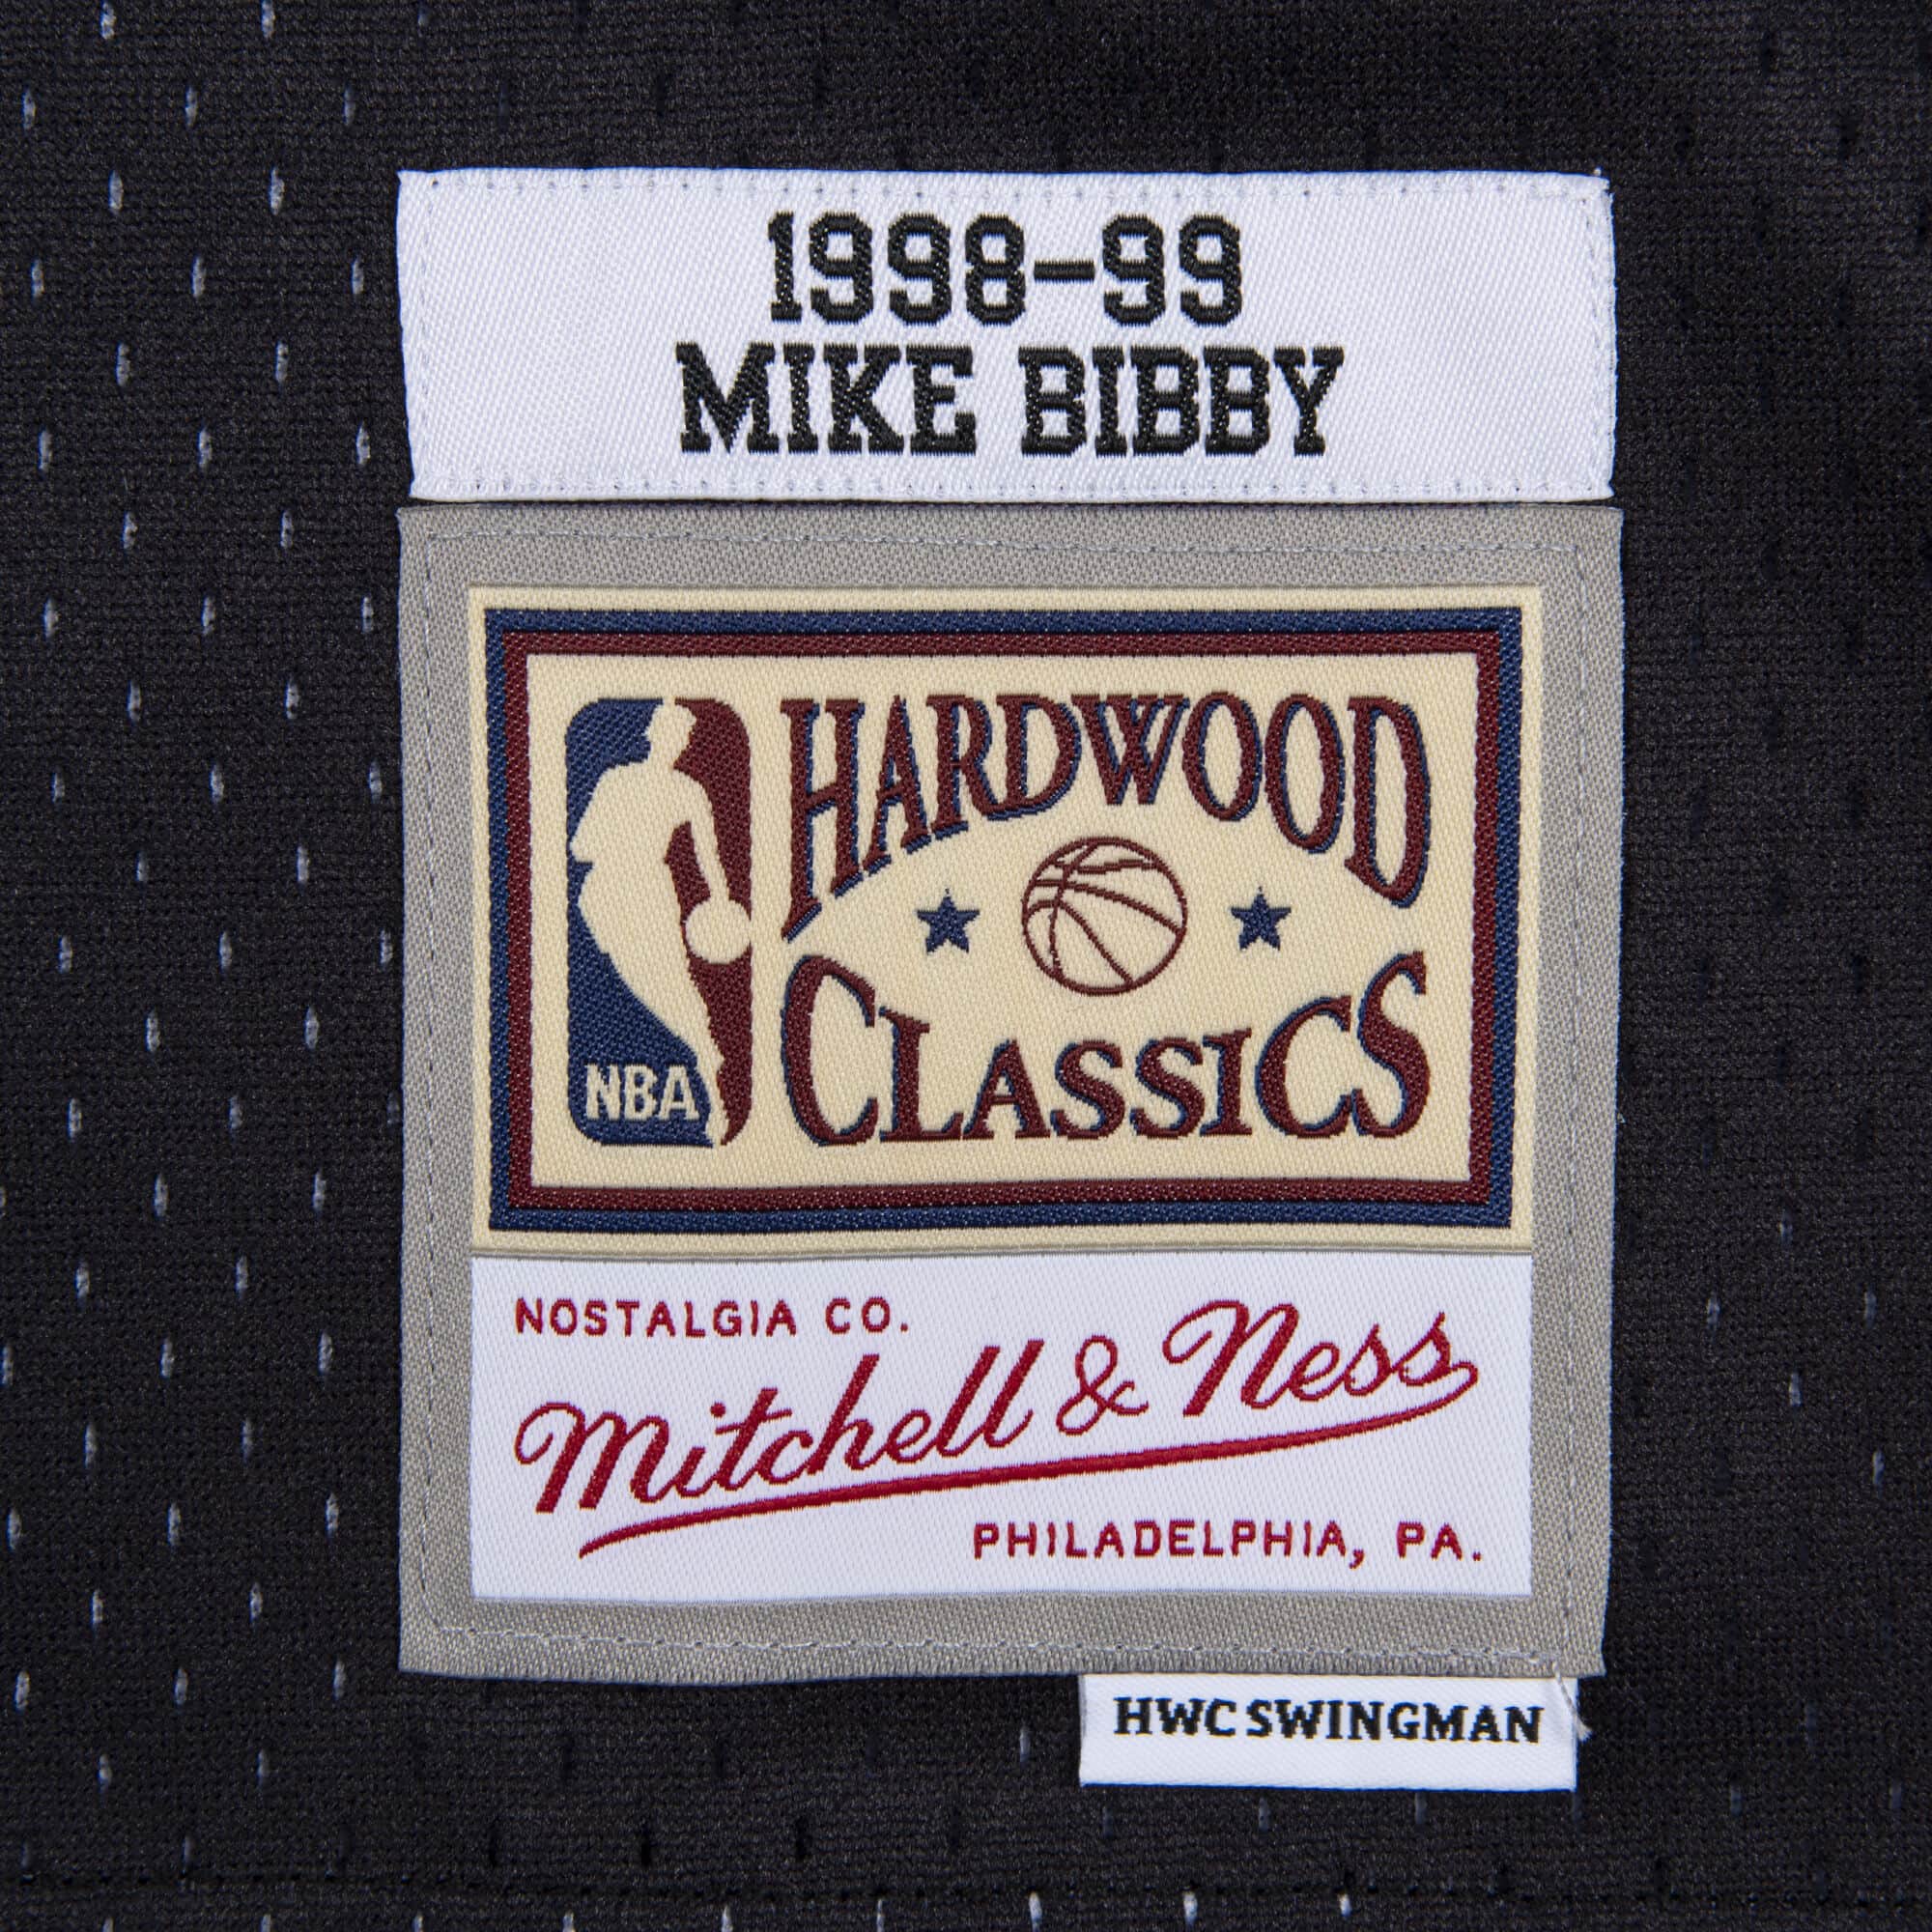 1998-99
MIKE BIBBY
HARDWOOD
CLASSICS
NBA
NOSTALGIA CO.
Mitchell & Ness
PHILADELPHIA, PA.
HWC SWINGMAN